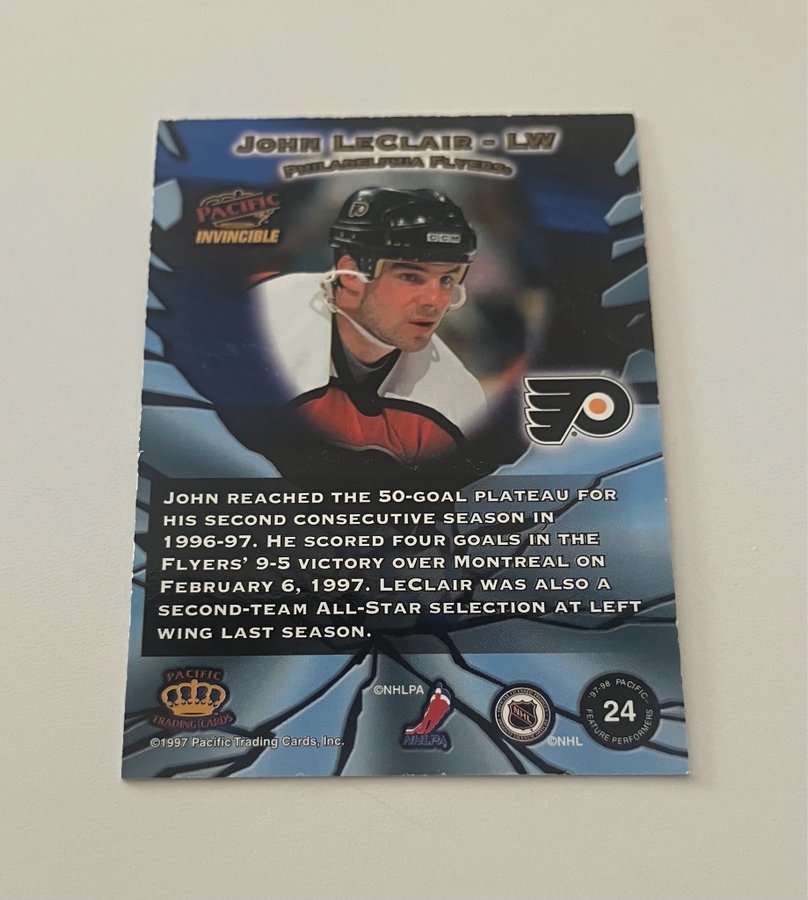 John LeClair - LW
Philadelphia Flyers®
PACIFIC
INVINCIBLE
CCM
John reached the 50-goal plateau for
his second consecutive season in
1996-97. He scored four goals in the
Flyers' 9-5 victory over Montreal on
February 6, 1997. LeClair was also a
second-team All-Star selection at left
wing last season.
PACIFIC
TRADING CARDS
©1997 Pacific Trading Cards, Inc.
©NHLPA
NHLPA
NHL
©NHL
'97-98 PACIFIC
24
FEATURE PERFORMERS